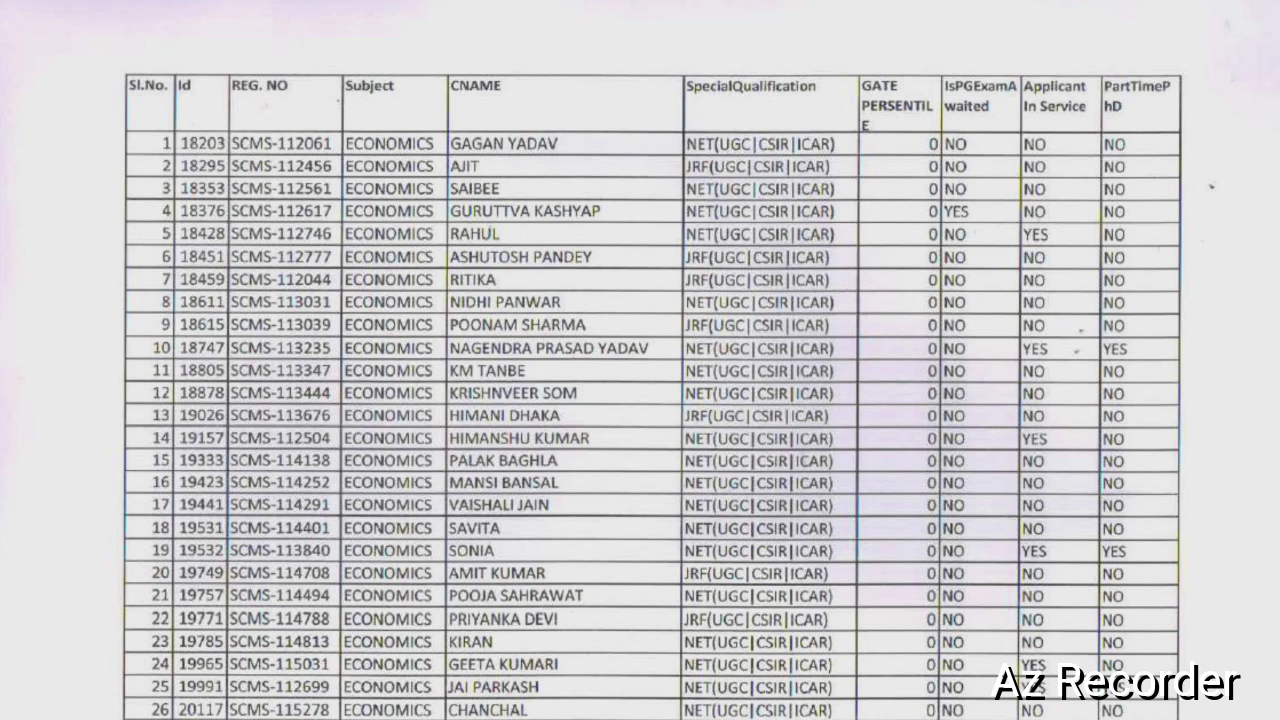 Sl.No. Id REG. NO Subject CNAME SpecialQualification GATE PERSENTILE IsPGExamAwaited Applicant In Service PartTimePhD
1 18203 SCMS-112061 ECONOMICS GAGAN YADAV NET(UGC|CSIR|ICAR) 0 NO NO NO
2 18295 SCMS-112456 ECONOMICS AJIT JRF(UGC|CSIR|ICAR) 0 NO NO NO
3 18353 SCMS-112561 ECONOMICS SAIBEE NET(UGC|CSIR|ICAR) 0 NO NO NO
4 18376 SCMS-112617 ECONOMICS GURUTTVA KASHYAP NET(UGC|CSIR|ICAR) 0 YES NO NO
5 18428 SCMS-112746 ECONOMICS RAHUL NET(UGC|CSIR|ICAR) 0 NO YES NO
6 18451 SCMS-112777 ECONOMICS ASHUTOSH PANDEY JRF(UGC|CSIR|ICAR) 0 NO NO NO
7 18459 SCMS-112044 ECONOMICS RITIKA JRF(UGC|CSIR|ICAR) 0 NO NO NO
8 18611 SCMS-113031 ECONOMICS NIDHI PANWAR NET(UGC|CSIR|ICAR) 0 NO NO NO
9 18615 SCMS-113039 ECONOMICS POONAM SHARMA JRF(UGC|CSIR|ICAR) 0 NO NO NO
10 18747 SCMS-113235 ECONOMICS NAGENDRA PRASAD YADAV NET(UGC|CSIR|ICAR) 0 NO YES YES
11 18805 SCMS-113347 ECONOMICS KM TANBE NET(UGC|CSIR|ICAR) 0 NO NO NO
12 18878 SCMS-113444 ECONOMICS KRISHNVEER SOM NET(UGC|CSIR|ICAR) 0 NO NO NO
13 19026 SCMS-113676 ECONOMICS HIMANI DHAKA JRF(UGC|CSIR|ICAR) 0 NO NO NO
14 19157 SCMS-112504 ECONOMICS HIMANSHU KUMAR NET(UGC|CSIR|ICAR) 0 NO YES NO
15 19333 SCMS-114138 ECONOMICS PALAK BAGHLA NET(UGC|CSIR|ICAR) 0 NO NO NO
16 19423 SCMS-114252 ECONOMICS MANSI BANSAL NET(UGC|CSIR|ICAR) 0 NO NO NO
17 19441 SCMS-114291 ECONOMICS VAISHALI JAIN NET(UGC|CSIR|ICAR) 0 NO NO NO
18 19531 SCMS-114401 ECONOMICS SAVITA NET(UGC|CSIR|ICAR) 0 NO NO NO
19 19532 SCMS-113840 ECONOMICS SONIA NET(UGC|CSIR|ICAR) 0 NO YES YES
20 19749 SCMS-114708 ECONOMICS AMIT KUMAR JRF(UGC|CSIR|ICAR) 0 NO NO NO
21 19757 SCMS-114494 ECONOMICS POOJA SAHRAWAT NET(UGC|CSIR|ICAR) 0 NO NO NO
22 19771 SCMS-114788 ECONOMICS PRIYANKA DEVI JRF(UGC|CSIR|ICAR) 0 NO NO NO
23 19785 SCMS-114813 ECONOMICS KIRAN NET(UGC|CSIR|ICAR) 0 NO NO NO
24 19965 SCMS-115031 ECONOMICS GEETA KUMARI NET(UGC|CSIR|ICAR) 0 NO YES NO
25 19991 SCMS-112699 ECONOMICS JAI PARKASH NET(UGC|CSIR|ICAR) 0 NO
26 20117 SCMS-115278 ECONOMICS CHANCHAL NET(UGC|CSIR|ICAR) 0 NO NO NO
Az Recorder